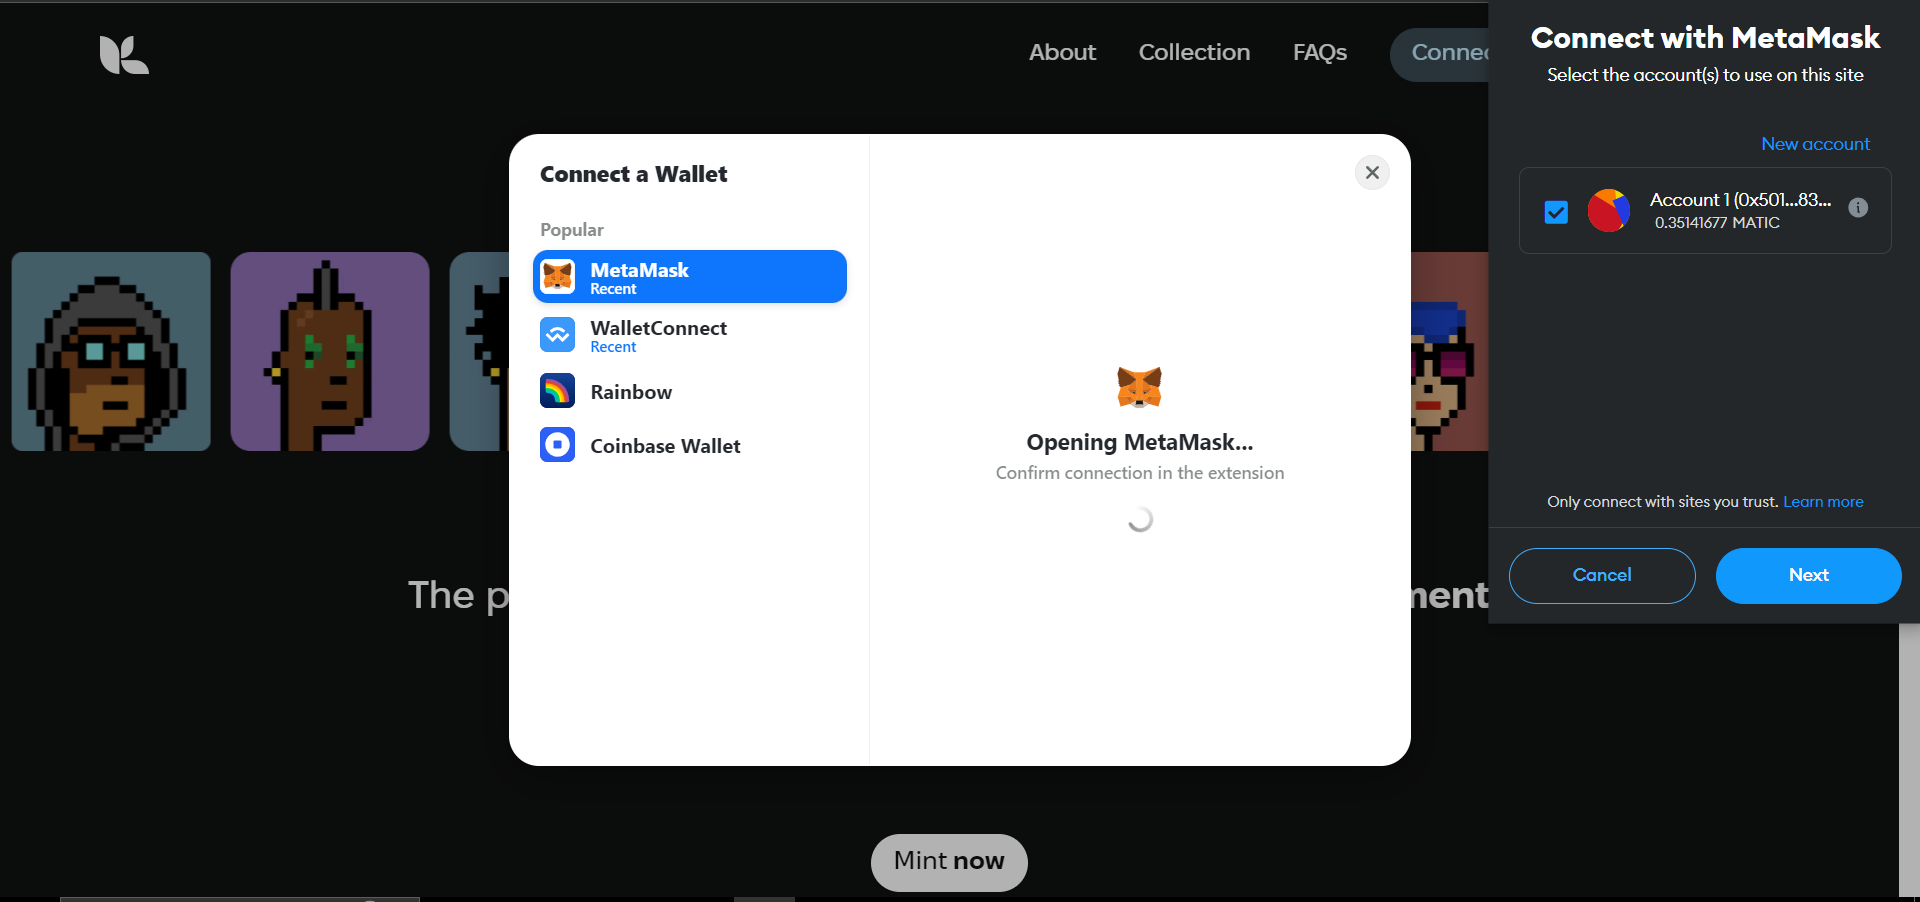 About
Collection
FAQs
Connec
Connect a Wallet
Popular
MetaMask
Recent
WalletConnect
Recent
Rainbow
Coinbase Wallet
Opening MetaMask...
Confirm connection in the extension
The p
ment
Mint now
Connect with MetaMask
Select the account(s) to use on this site
New account
Account 1 (0x501...83...
0.35141677 MATIC
Only connect with sites you trust. Learn more
Cancel
Next